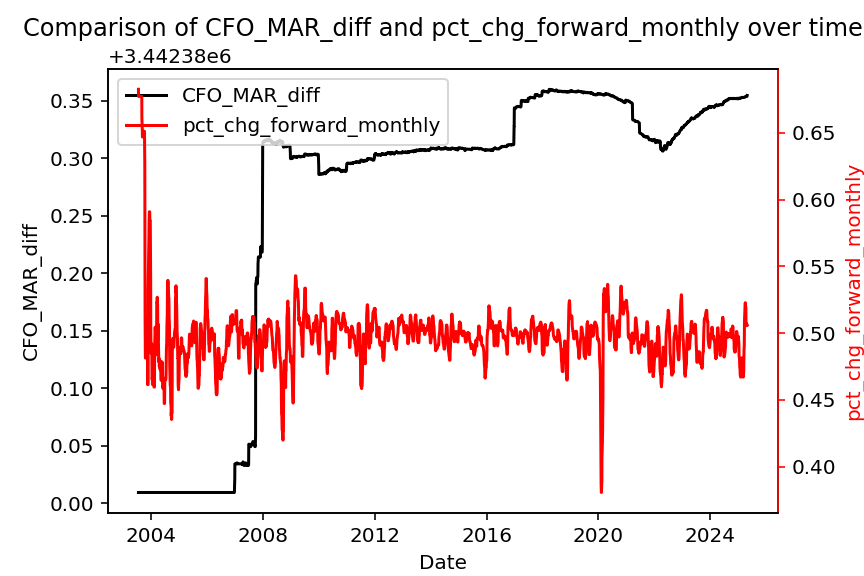 Comparison of CFO_MAR_diff and pct_chg_forward_monthly over time
+3.44238e6
CFO_MAR_diff
pct_chg_forward_monthly
0.35
0.30
0.25
0.20
0.15
0.10
0.05
0.00
CFO_MAR_diff
0.65
0.60
0.55
0.50
0.45
0.40
pct_chg_forward_monthly
2004 2008 2012 2016 2020 2024
Date